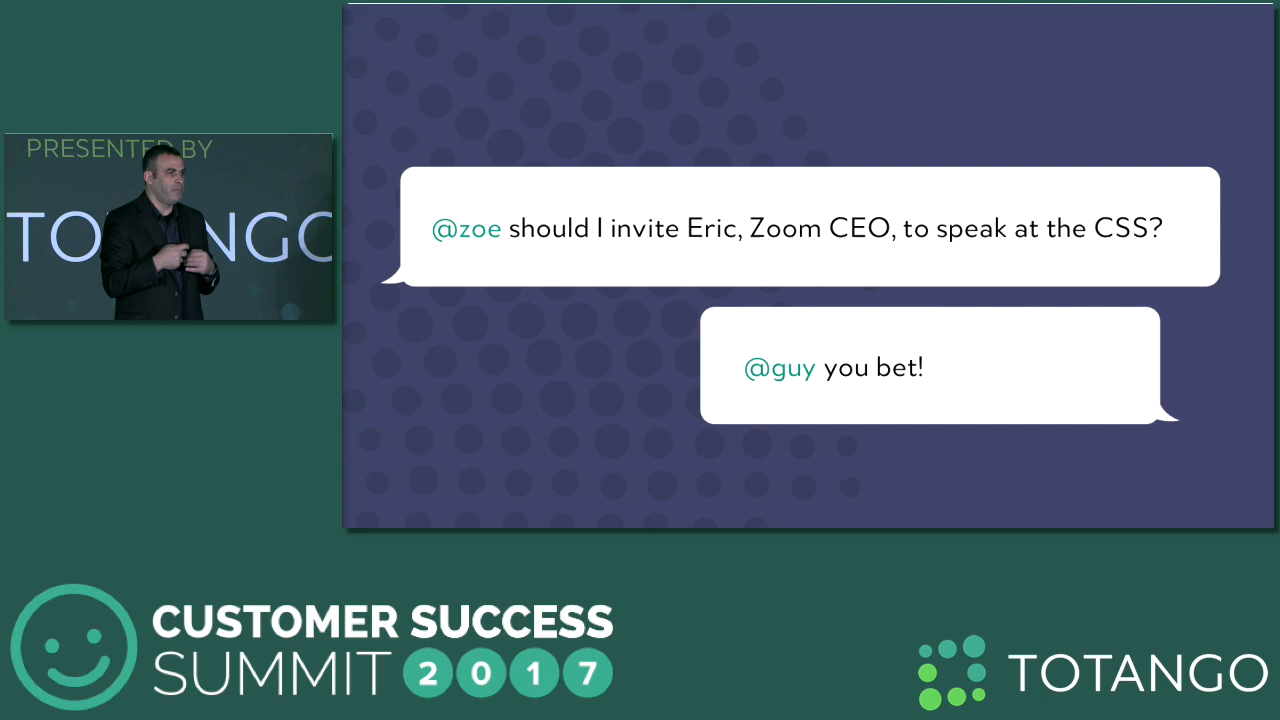 PRESENTED BY
TOTANGO
@zoe should I invite Eric, Zoom CEO, to speak at the CSS?
@guy you bet!
CUSTOMER SUCCESS
SUMMIT 2017
TOTANGO